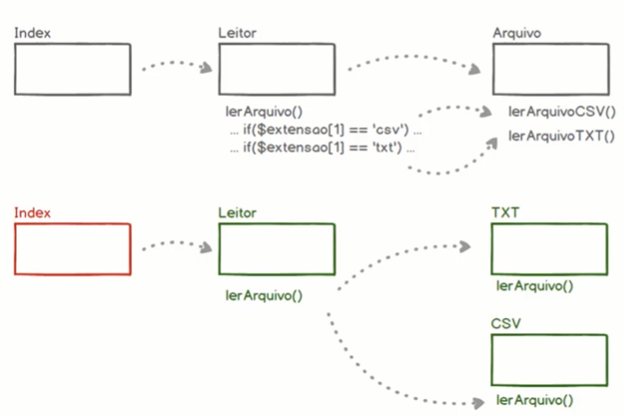 Index
Leitor
Arquivo
lerArquivo()
... if($extensao[1] == 'csv') ...
... if($extensao[1] == 'txt') ...
lerArquivoCSV()
lerArquivoTXT()
Index
Leitor
TXT
lerArquivo()
lerArquivo()
CSV
lerArquivo()